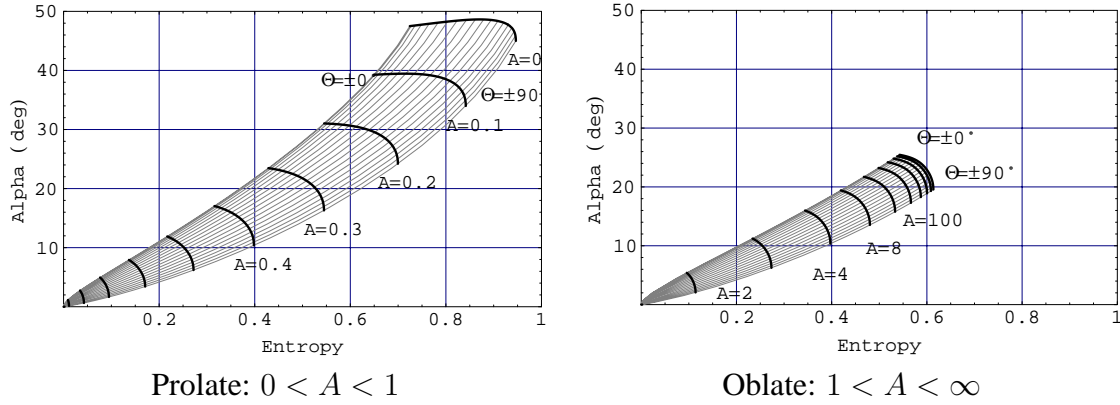 50
40
30
20
10
Alpha (deg)
0.2
0.4
0.6
0.8
1
Entropy
Θ=±0
Θ=±90
A=0
A=0.1
A=0.2
A=0.3
A=0.4
Prolate: 0 < A < 1
50
40
30
20
10
Alpha (deg)
0.2
0.4
0.6
0.8
1
Entropy
Θ=±0°
Θ=±90°
A=100
A=8
A=4
A=2
Oblate: 1 < A < ∞